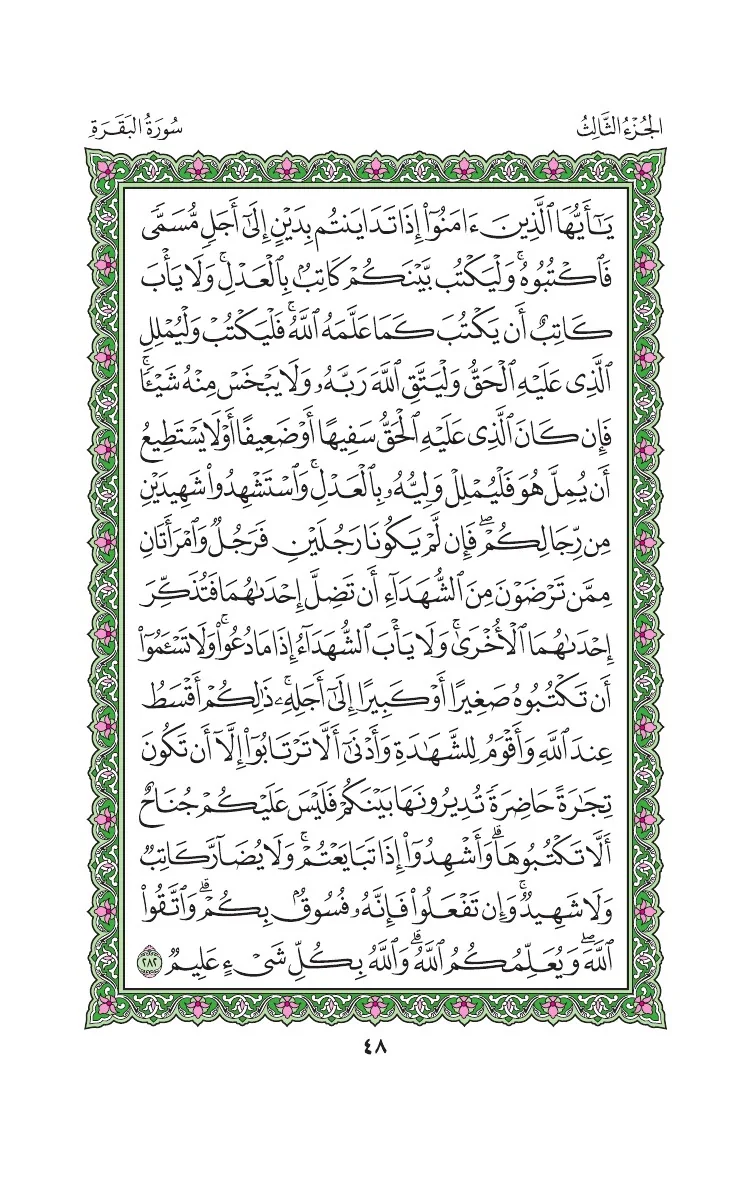 الجُزْءُ الثَّالِثُ
سُورَةُ البَقَرَةِ
يَٰٓأَيُّهَا ٱلَّذِينَ ءَامَنُوٓاْ إِذَا تَدَايَنتُم بِدَيۡنٍ إِلَىٰٓ أَجَلٖ مُّسَمّٗى
فَٱكۡتُبُوهُۚ وَلۡيَكۡتُب بَّيۡنَكُمۡ كَاتِبُۢ بِٱلۡعَدۡلِۚ وَلَا يَأۡبَ
كَاتِبٌ أَن يَكۡتُبَ كَمَا عَلَّمَهُ ٱللَّهُۚ فَلۡيَكۡتُبۡ وَلۡيُمۡلِلِ
ٱلَّذِي عَلَيۡهِ ٱلۡحَقُّ وَلۡيَتَّقِ ٱللَّهَ رَبَّهُۥ وَلَا يَبۡخَسۡ مِنۡهُ شَيۡـٔٗاۚ
فَإِن كَانَ ٱلَّذِي عَلَيۡهِ ٱلۡحَقُّ سَفِيهًا أَوۡ ضَعِيفًا أَوۡ لَا يَسۡتَطِيعُ
أَن يُمِلَّ هُوَ فَلۡيُمۡلِلۡ وَلِيُّهُۥ بِٱلۡعَدۡلِۚ وَٱسۡتَشۡهِدُواْ شَهِيدَيۡنِ
مِن رِّجَالِكُمۡۖ فَإِن لَّمۡ يَكُونَا رَجُلَيۡنِ فَرَجُلٞ وَٱمۡرَأَتَانِ
مِمَّن تَرۡضَوۡنَ مِنَ ٱلشُّهَدَآءِ أَن تَضِلَّ إِحۡدَىٰهُمَا فَتُذَكِّرَ
إِحۡدَىٰهُمَا ٱلۡأُخۡرَىٰۚ وَلَا يَأۡبَ ٱلشُّهَدَآءُ إِذَا مَا دُعُواْۚ وَلَا تَسۡـَٔمُوٓاْ
أَن تَكۡتُبُوهُ صَغِيرًا أَوۡ كَبِيرًا إِلَىٰٓ أَجَلِهِۦۚ ذَٰلِكُمۡ أَقۡسَطُ
عِندَ ٱللَّهِ وَأَقۡوَمُ لِلشَّهَٰدَةِ وَأَدۡنَىٰٓ أَلَّا تَرۡتَابُوٓاْ إِلَّآ أَن تَكُونَ
تِجَٰرَةً حَاضِرَةٗ تُدِيرُونَهَا بَيۡنَكُمۡ فَلَيۡسَ عَلَيۡكُمۡ جُنَاحٌ
أَلَّا تَكۡتُبُوهَاۗ وَأَشۡهِدُوٓاْ إِذَا تَبَايَعۡتُمۡۚ وَلَا يُضَآرَّ كَاتِبٞ
وَلَا شَهِيدٞۚ وَإِن تَفۡعَلُواْ فَإِنَّهُۥ فُسُوقُۢ بِكُمۡۗ وَٱتَّقُواْ
ٱللَّهَۖ وَيُعَلِّمُكُمُ ٱللَّهُۗ وَٱللَّهُ بِكُلِّ شَيۡءٍ عَلِيمٞ ٢٨٢
٤٨